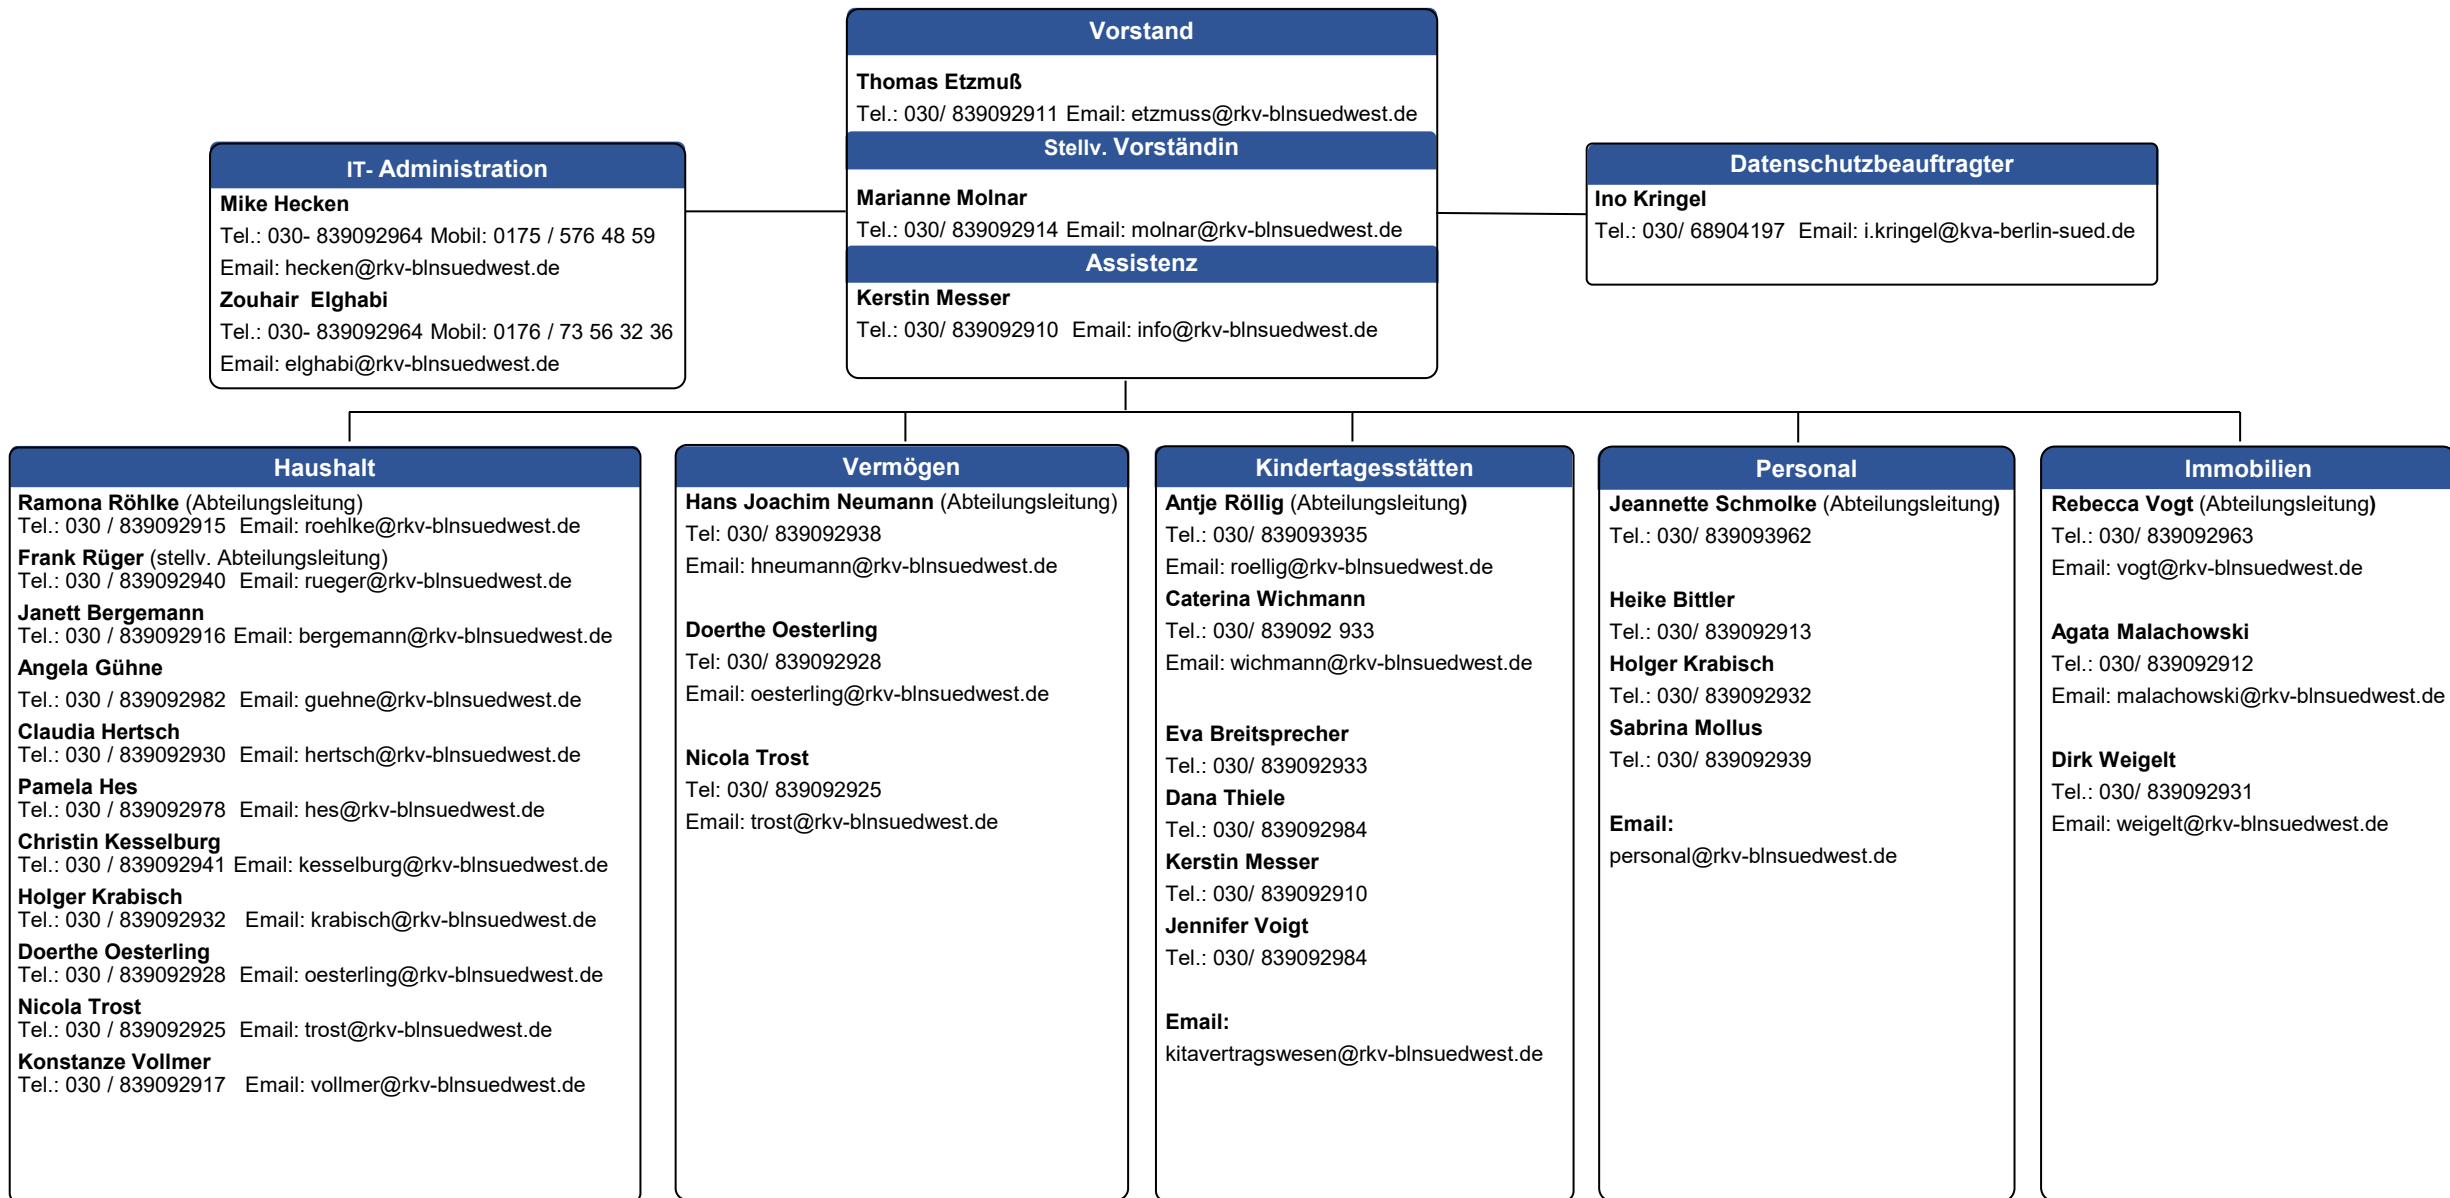 Vorstand
Thomas Etzmuß
Tel.: 030/ 839092911 Email: etzmuss@rkv-blnsuedwest.de
Stellv. Vorständin
Marianne Molnar
Tel.: 030/ 839092914 Email: molnar@rkv-blnsuedwest.de
Assistenz
Kerstin Messer
Tel.: 030/ 839092910 Email: info@rkv-blnsuedwest.de
IT- Administration
Mike Hecken
Tel.: 030- 839092964 Mobil: 0175 / 576 48 59
Email: hecken@rkv-blnsuedwest.de
Zouhair Elghabi
Tel.: 030- 839092964 Mobil: 0176 / 73 56 32 36
Email: elghabi@rkv-blnsuedwest.de
Datenschutzbeauftragter
Ino Kringel
Tel.: 030/ 68904197 Email: i.kringel@kva-berlin-sued.de
Haushalt
Ramona Röhlke (Abteilungsleitung)
Tel.: 030 / 839092915 Email: roehlke@rkv-blnsuedwest.de
Frank Rüger (stellv. Abteilungsleitung)
Tel.: 030 / 839092940 Email: rueger@rkv-blnsuedwest.de
Janett Bergemann
Tel.: 030 / 839092916 Email: bergemann@rkv-blnsuedwest.de
Angela Gühne
Tel.: 030 / 839092982 Email: guehne@rkv-blnsuedwest.de
Claudia Hertsch
Tel.: 030 / 839092930 Email: hertsch@rkv-blnsuedwest.de
Pamela Hes
Tel.: 030 / 839092978 Email: hes@rkv-blnsuedwest.de
Christin Kesselburg
Tel.: 030 / 839092941 Email: kesselburg@rkv-blnsuedwest.de
Holger Krabisch
Tel.: 030 / 839092932 Email: krabisch@rkv-blnsuedwest.de
Doerthe Oesterling
Tel.: 030 / 839092928 Email: oesterling@rkv-blnsuedwest.de
Nicola Trost
Tel.: 030 / 839092925 Email: trost@rkv-blnsuedwest.de
Konstanze Vollmer
Tel.: 030 / 839092917 Email: vollmer@rkv-blnsuedwest.de
Vermögen
Hans Joachim Neumann (Abteilungsleitung)
Tel: 030/ 839092938
Email: hneumann@rkv-blnsuedwest.de
Doerthe Oesterling
Tel: 030/ 839092928
Email: oesterling@rkv-blnsuedwest.de
Nicola Trost
Tel: 030/ 839092925
Email: trost@rkv-blnsuedwest.de
Kindertagesstätten
Antje Röllig (Abteilungsleitung)
Tel.: 030/ 839093935
Email: roellig@rkv-blnsuedwest.de
Caterina Wichmann
Tel.: 030/ 839092 933
Email: wichmann@rkv-blnsuedwest.de
Eva Breitsprecher
Tel.: 030/ 839092933
Dana Thiele
Tel.: 030/ 839092984
Kerstin Messer
Tel.: 030/ 839092910
Jennifer Voigt
Tel.: 030/ 839092984
Email:
kitavertragswesen@rkv-blnsuedwest.de
Personal
Jeannette Schmolke (Abteilungsleitung)
Tel.: 030/ 839093962
Heike Bittler
Tel.: 030/ 839092913
Holger Krabisch
Tel.: 030/ 839092932
Sabrina Mollus
Tel.: 030/ 839092939
Email:
personal@rkv-blnsuedwest.de
Immobilien
Rebecca Vogt (Abteilungsleitung)
Tel.: 030/ 839092963
Email: vogt@rkv-blnsuedwest.de
Agata Malachowski
Tel.: 030/ 839092912
Email: malachowski@rkv-blnsuedwest.de
Dirk Weigelt
Tel.: 030/ 839092931
Email: weigelt@rkv-blnsuedwest.de